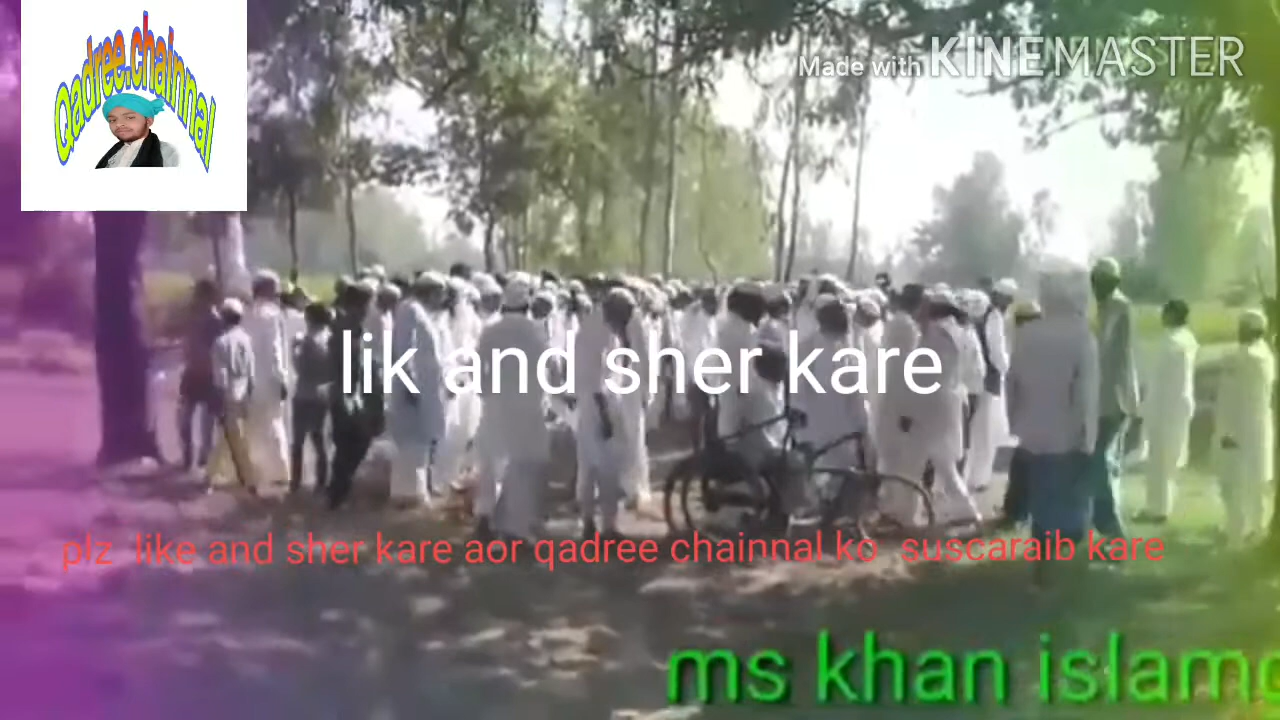 Qadree.chainnal
Made with KINEMASTER
lik and sher kare
plz like and sher kare aor qadree chainnal ko suscaraib kare
ms khan islam